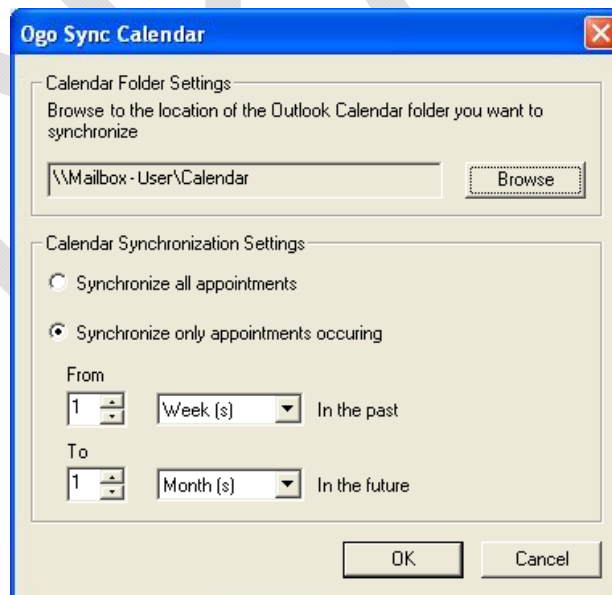 Ogo Sync Calendar
Calendar Folder Settings
Browse to the location of the Outlook Calendar folder you want to
synchronize
\\Mailbox-User\Calendar
Browse
Calendar Synchronization Settings
Synchronize all appointments
Synchronize only appointments occuring
From
1 Week (s) In the past
To
1 Month (s) In the future
OK Cancel